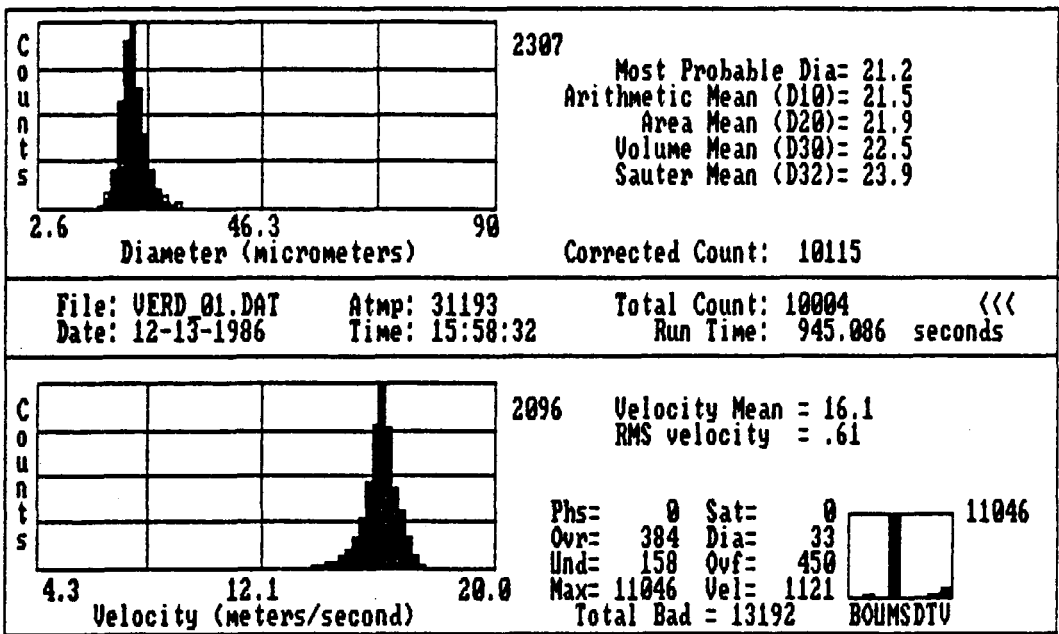 Counts
2307
Most Probable Dia= 21.2
Arithmetic Mean (D10)= 21.5
Area Mean (D20)= 21.9
Volume Mean (D30)= 22.5
Sauter Mean (D32)= 23.9
2.6 46.3 90
Diameter (micrometers)
Corrected Count: 10115
File: VERD_01.DAT Atmp: 31193 Total Count: 10004 <<<
Date: 12-13-1986 Time: 15:58:32 Run Time: 945.086 seconds
Counts
2096
Velocity Mean = 16.1
RMS velocity = .61
4.3 12.1 20.0
Velocity (meters/second)
Phs= 0 Sat= 0
Ovr= 384 Dia= 33
Und= 158 Ovf= 450
Max= 11046 Vel= 1121
Total Bad = 13192
11046
BOUMSDTV